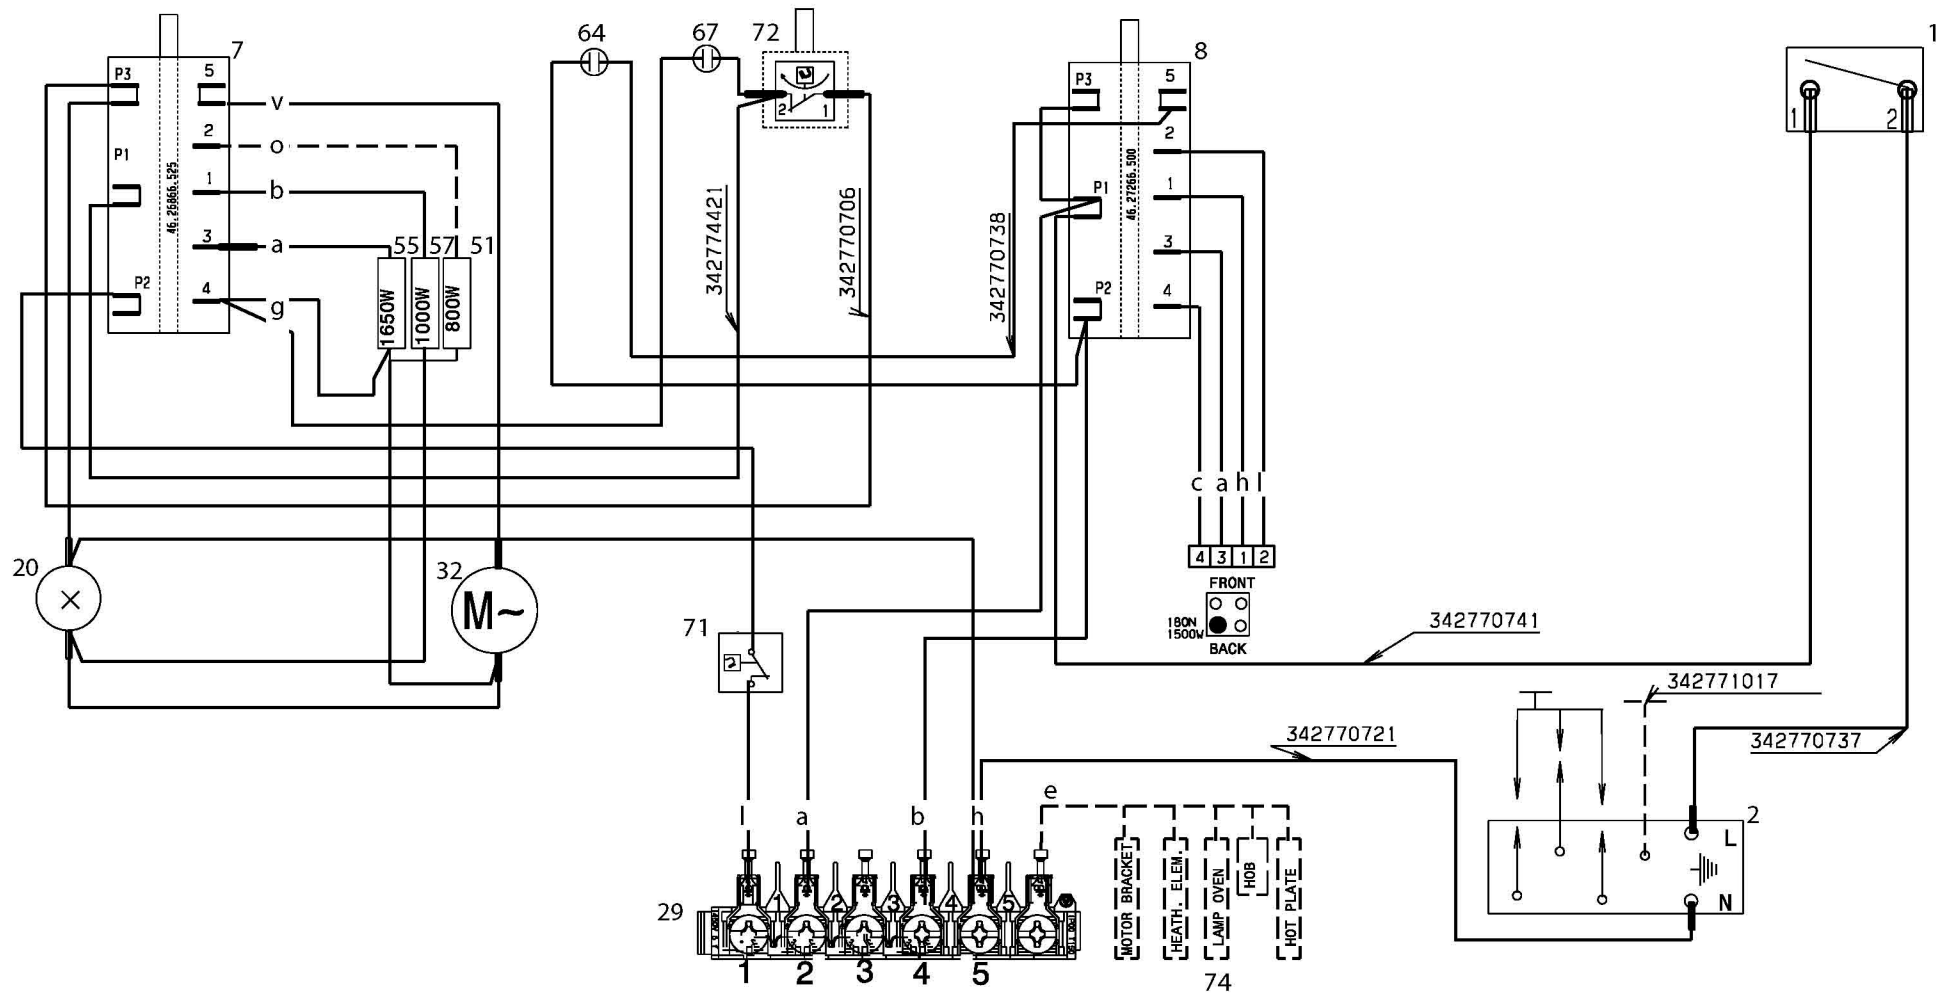 64
67
72
1
7
8
P3
5
2
P1
1
46.26866.525
3
P2
4
v
o
b
a
g
55
57
51
1650W
1000W
800W
2
1
342774421
342770706
342770738
P3
5
2
P1
1
46.27266.500
3
P2
4
1
2
c a h l
4 3 1 2
FRONT
180N
1500W
BACK
20
32
M~
71
342770741
342771017
342770721
342770737
2
L
N
l
a
b
h
e
29
1
2
3
4
5
1 2 3 4 5
MOTOR BRACKET
HEATH. ELEM.
LAMP OVEN
HOB
HOT PLATE
74